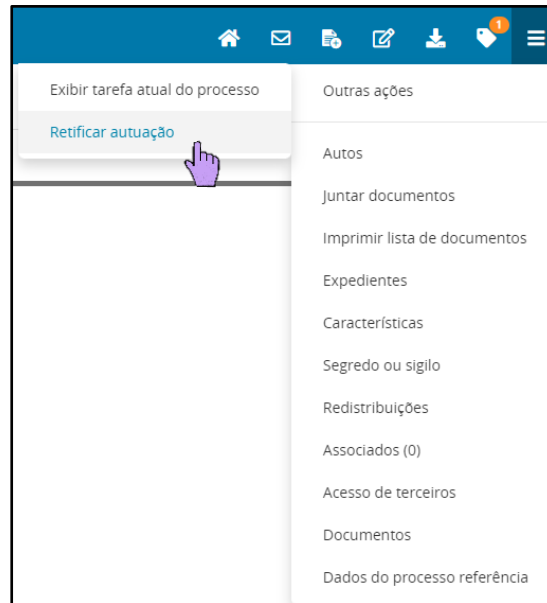 1
Exibir tarefa atual do processo
Retificar autuação
Outras ações
Autos
Juntar documentos
Imprimir lista de documentos
Expedientes
Características
Segredo ou sigilo
Redistribuições
Associados (0)
Acesso de terceiros
Documentos
Dados do processo referência